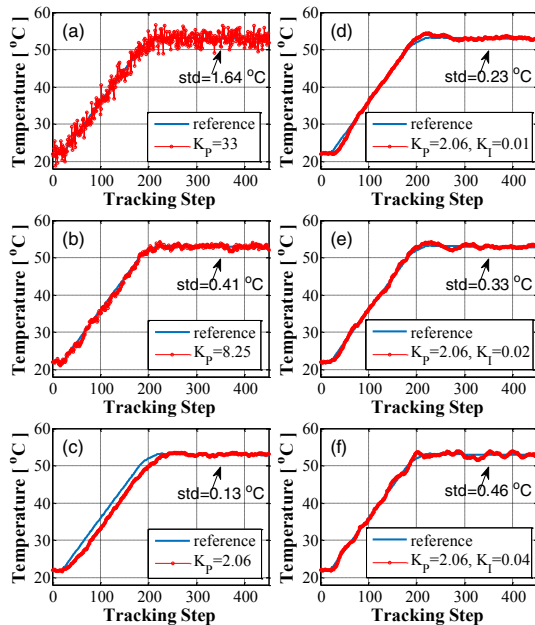 (a)
Temperature [ °C]
60
50
40
30
20
0 100 200 300 400
Tracking Step
std=1.64 °C
reference
K_P=33
(d)
Temperature [ °C]
60
50
40
30
20
0 100 200 300 400
Tracking Step
std=0.23 °C
reference
K_P=2.06, K_I=0.01
(b)
Temperature [ °C]
60
50
40
30
20
0 100 200 300 400
Tracking Step
std=0.41 °C
reference
K_P=8.25
(e)
Temperature [ °C]
60
50
40
30
20
0 100 200 300 400
Tracking Step
std=0.33 °C
reference
K_P=2.06, K_I=0.02
(c)
Temperature [ °C]
60
50
40
30
20
0 100 200 300 400
Tracking Step
std=0.13 °C
reference
K_P=2.06
(f)
Temperature [ °C]
60
50
40
30
20
0 100 200 300 400
Tracking Step
std=0.46 °C
reference
K_P=2.06, K_I=0.04